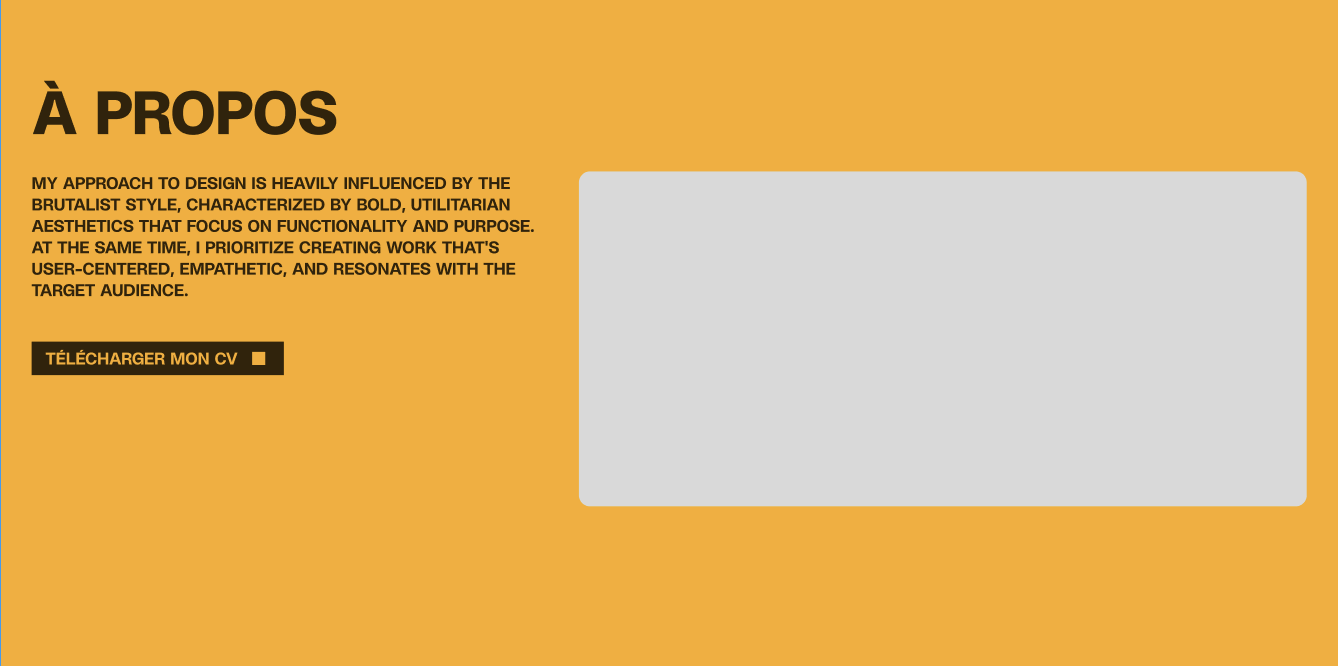 À PROPOS
MY APPROACH TO DESIGN IS HEAVILY INFLUENCED BY THE
BRUTALIST STYLE, CHARACTERIZED BY BOLD, UTILITARIAN
AESTHETICS THAT FOCUS ON FUNCTIONALITY AND PURPOSE.
AT THE SAME TIME, I PRIORITIZE CREATING WORK THAT'S
USER-CENTERED, EMPATHETIC, AND RESONATES WITH THE
TARGET AUDIENCE.
TÉLÉCHARGER MON CV